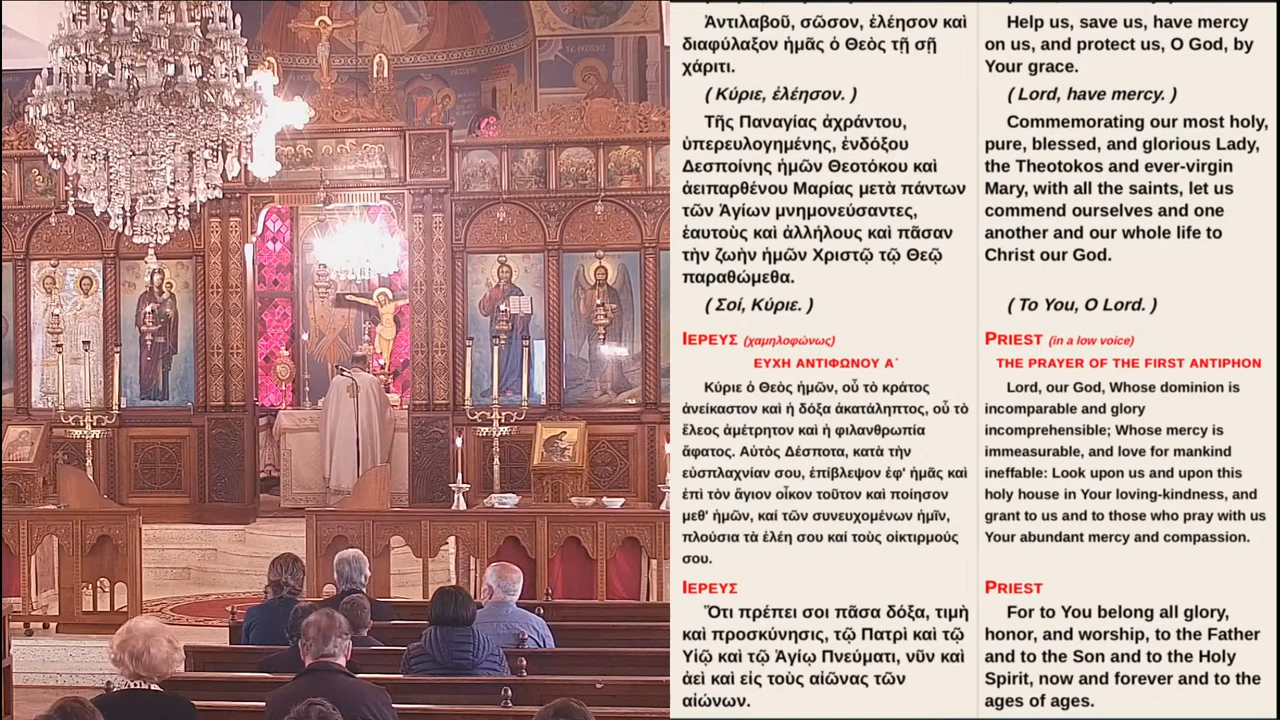 Ἀντιλαβοῦ, σῶσον, ἐλέησον καὶ
διαφύλαξον ἡμᾶς ὁ Θεὸς τῇ σῇ
χάριτι.
( Κύριε, ἐλέησον. )
Τῆς Παναγίας ἀχράντου,
ὑπερευλογημένης, ἐνδόξου
Δεσποίνης ἡμῶν Θεοτόκου καὶ
ἀειπαρθένου Μαρίας μετὰ πάντων
τῶν Ἁγίων μνημονεύσαντες,
ἑαυτοὺς καὶ ἀλλήλους καὶ πᾶσαν
τὴν ζωὴν ἡμῶν Χριστῷ τῷ Θεῷ
παραθώμεθα.
( Σοί, Κύριε. )
ΙΕΡΕΥΣ (χαμηλοφώνως)
ΕΥΧΗ ΑΝΤΙΦΩΝΟΥ Α´
Κύριε ὁ Θεὸς ἡμῶν, οὗ τὸ κράτος
ἀνείκαστον καὶ ἡ δόξα ἀκατάληπτος, οὗ τὸ
ἔλεος ἀμέτρητον καὶ ἡ φιλανθρωπία
ἄφατος. Αὐτὸς Δέσποτα, κατὰ τὴν
εὐσπλαχνίαν σου, ἐπίβλεψον ἐφ' ἡμᾶς καὶ
ἐπὶ τὸν ἅγιον οἶκον τοῦτον καὶ ποίησον
μεθ' ἡμῶν, καί τῶν συνευχομένων ἡμῖν,
πλούσια τὰ ἐλέη σου καί τοὺς οἰκτιρμούς
σου.
ΙΕΡΕΥΣ
Ὅτι πρέπει σοι πᾶσα δόξα, τιμὴ
καὶ προσκύνησις, τῷ Πατρὶ καὶ τῷ
Υἱῷ καὶ τῷ Ἁγίῳ Πνεύματι, νῦν καὶ
ἀεὶ καὶ εἰς τοὺς αἰῶνας τῶν
αἰώνων.
Help us, save us, have mercy
on us, and protect us, O God, by
Your grace.
( Lord, have mercy. )
Commemorating our most holy,
pure, blessed, and glorious Lady,
the Theotokos and ever-virgin
Mary, with all the saints, let us
commend ourselves and one
another and our whole life to
Christ our God.
( To You, O Lord. )
PRIEST (in a low voice)
THE PRAYER OF THE FIRST ANTIPHON
Lord, our God, Whose dominion is
incomparable and glory
incomprehensible; Whose mercy is
immeasurable, and love for mankind
ineffable: Look upon us and upon this
holy house in Your loving-kindness, and
grant to us and to those who pray with us
Your abundant mercy and compassion.
PRIEST
For to You belong all glory,
honor, and worship, to the Father
and to the Son and to the Holy
Spirit, now and forever and to the
ages of ages.